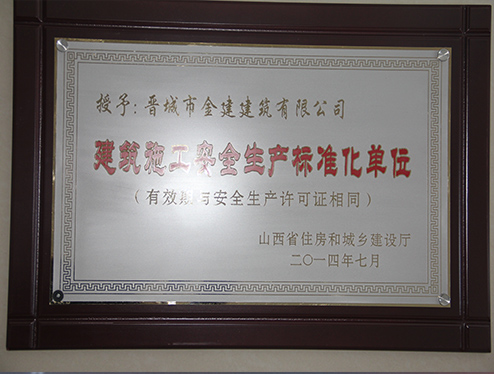 授予:晋城市金建建筑有限公司
建筑施工安全生产标准化单位
(有效期与安全生产许可证相同)
山西省住房和城乡建设厅
二〇一四年七月